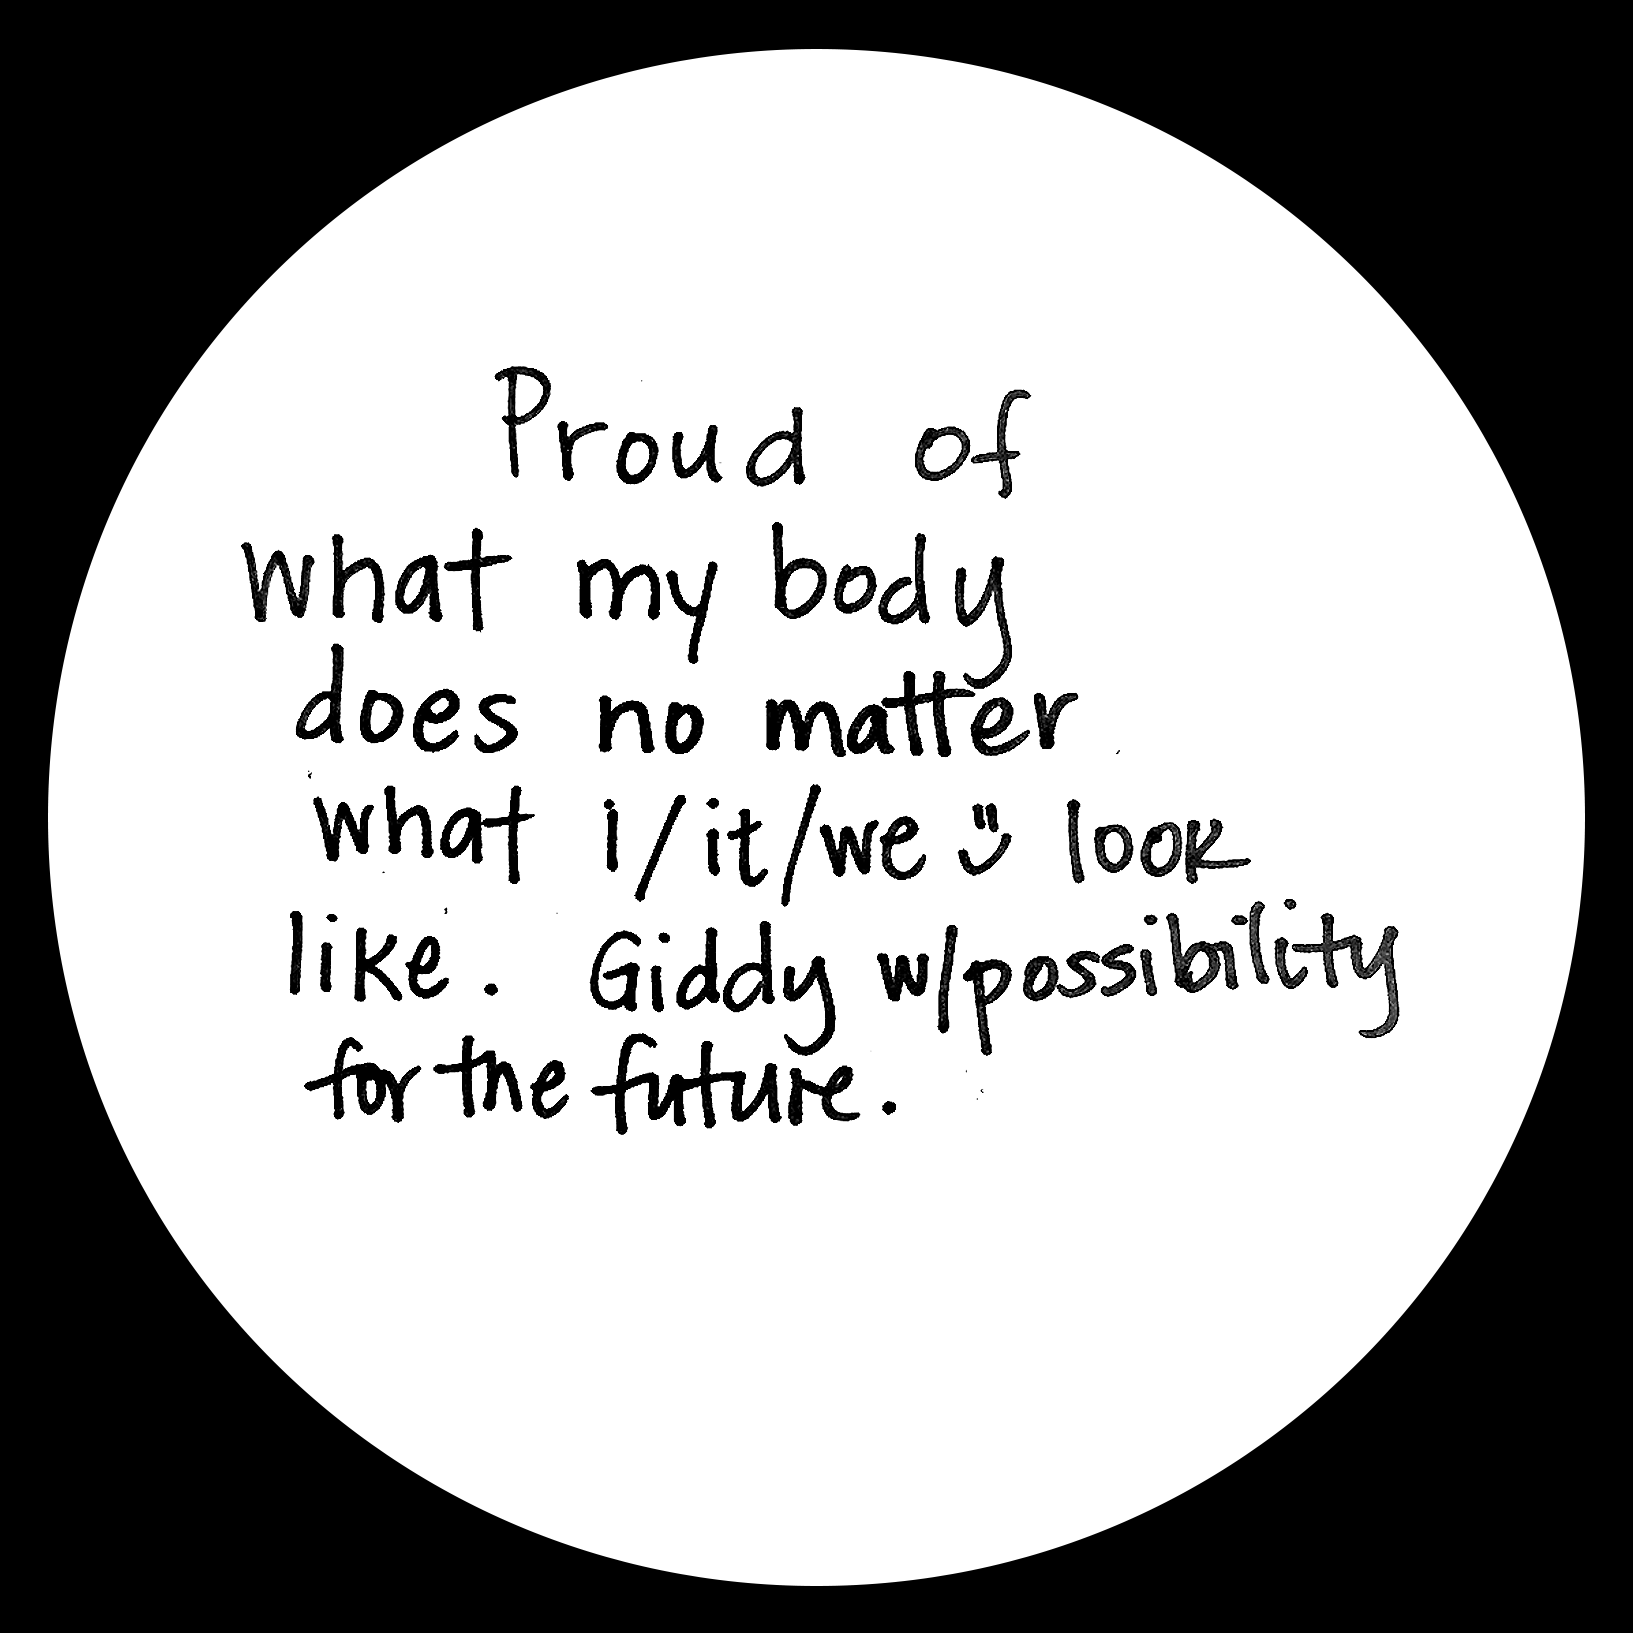 Proud of
what my body
does no matter
what i/it/we :) look
like. Giddy w/possibility
for the future.